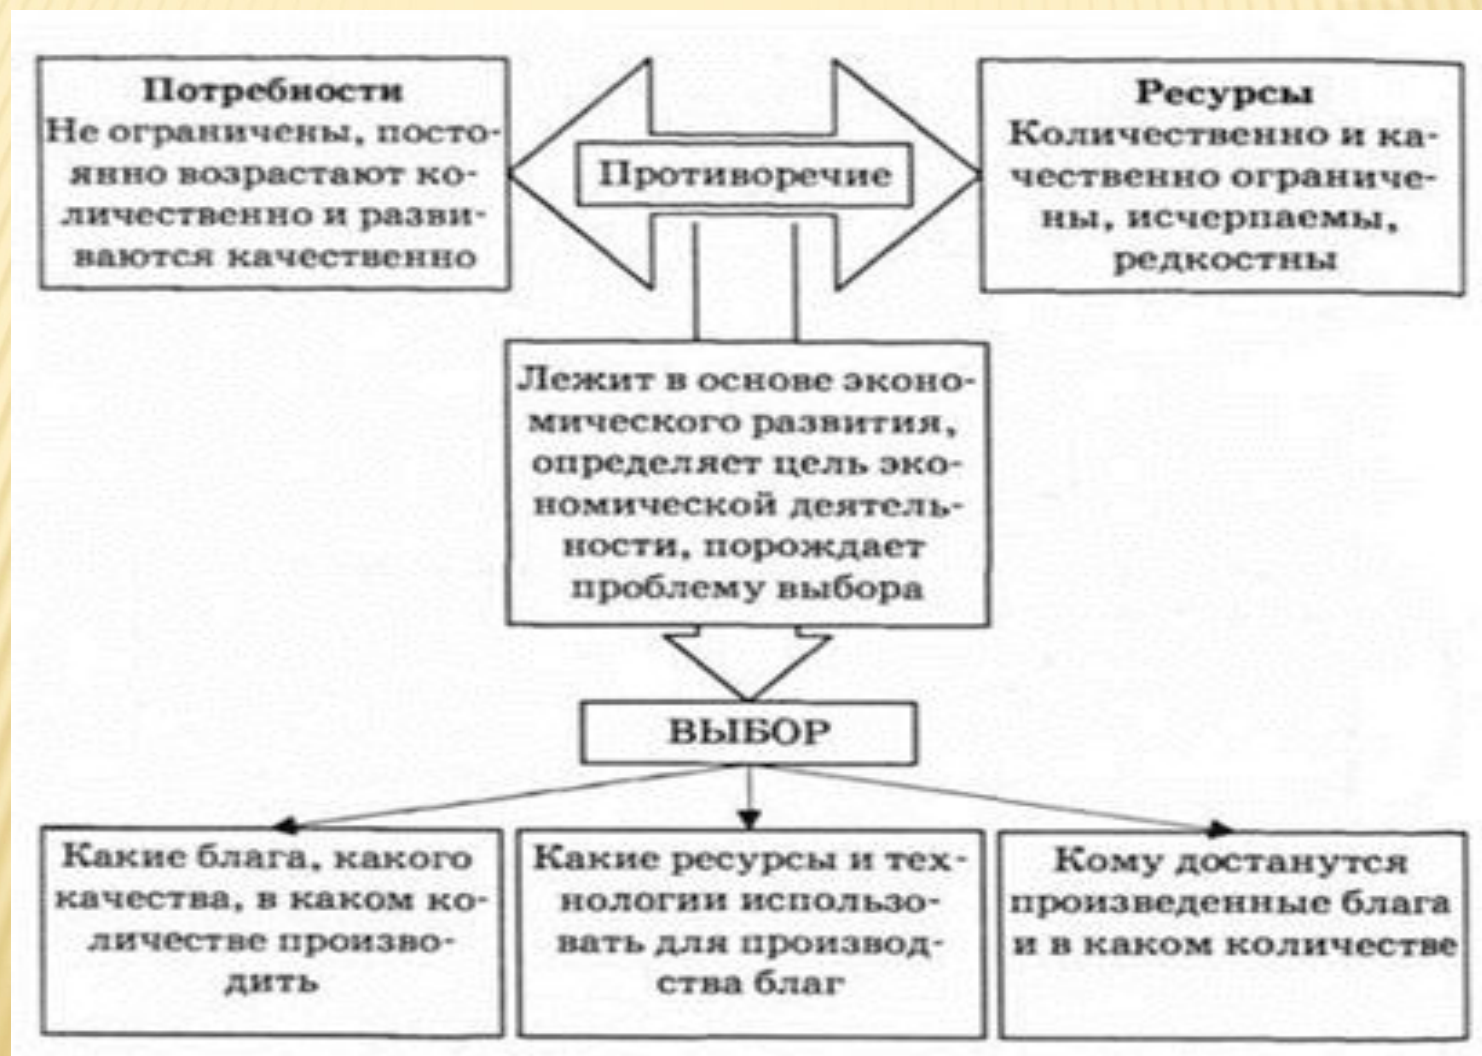 Потребности
Не ограничены, посто-
янно возрастают ко-
личественно и разви-
ваются качественно
Противоречие
Ресурсы
Количественно и ка-
чественно ограниче-
ны, исчерпаемы,
редкостны
Лежит в основе эконо-
мического развития,
определяет цель эко-
номической деятель-
ности, порождает
проблему выбора
ВЫБОР
Какие блага, какого
качества, в каком ко-
личестве произво-
дить
Какие ресурсы и тех-
нологии использо-
вать для производ-
ства благ
Кому достанутся
произведенные блага
и в каком количестве